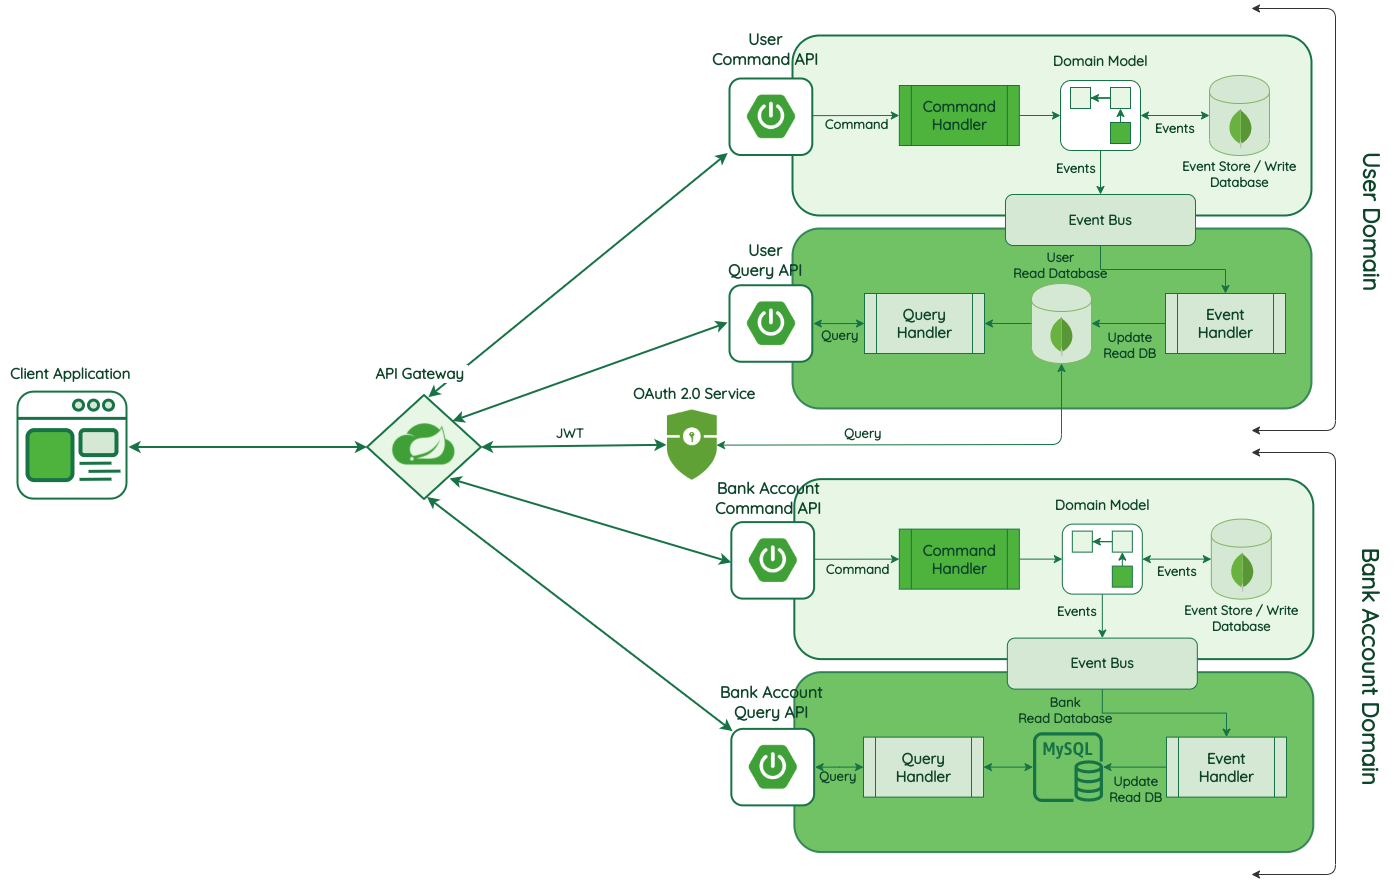 User
Command API
Domain Model
Command
Handler
Command
Events
Event Store / Write
Database
Events
Event Bus
User Domain
User
Query API
User
Read Database
Query
Handler
Query
Event
Handler
Update
Read DB
Client Application
API Gateway
OAuth 2.0 Service
JWT
Query
Bank Account
Command API
Domain Model
Command
Handler
Command
Events
Event Store / Write
Database
Events
Event Bus
Bank Account Domain
Bank Account
Query API
Bank
Read Database
MySQL
Query
Handler
Query
Event
Handler
Update
Read DB